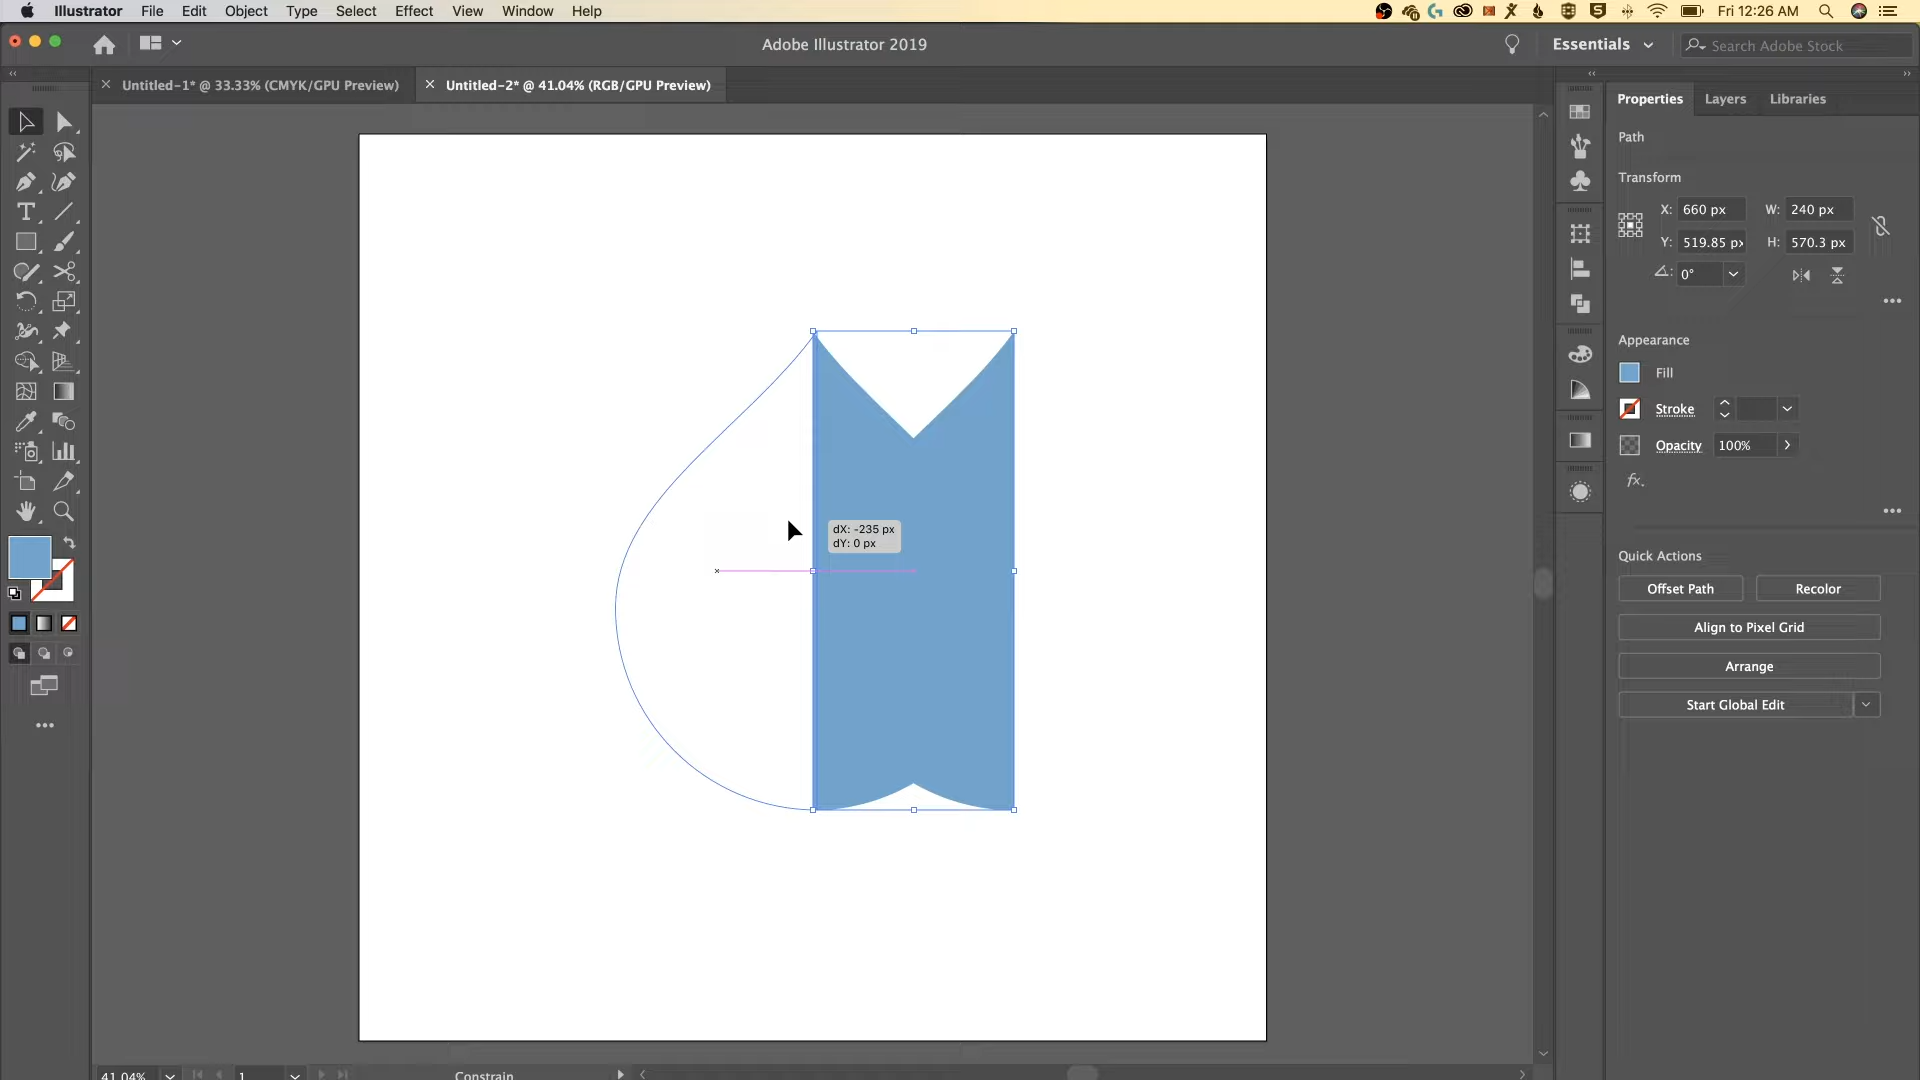 Illustrator File Edit Object Type Select Effect View Window Help Fri 12:26 AM
Adobe Illustrator 2019 Essentials Search Adobe Stock
Untitled-1* @ 33.33% (CMYK/GPU Preview) Untitled-2* @ 41.04% (RGB/GPU Preview)
Properties Layers Libraries
Path
Transform
X: 660 px W: 240 px
Y: 519.85 px H: 570.3 px
0°
Appearance
Fill
Stroke
Opacity 100%
fx.
dX: -235 px
dY: 0 px
Quick Actions
Offset Path Recolor
Align to Pixel Grid
Arrange
Start Global Edit
41.04% 1 Constrain